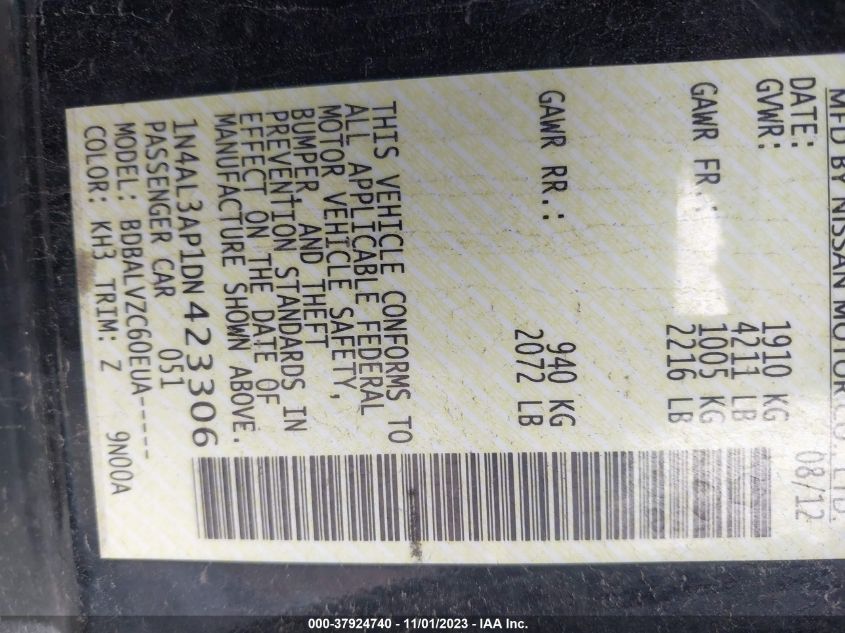 MFD BY NISSAN MOTOR CO., LTD.
DATE: 08/12
GVWR: 1910 KG
4211 LB
GAWR FR.: 1005 KG
2216 LB
GAWR RR.: 940 KG
2072 LB
THIS VEHICLE CONFORMS TO
ALL APPLICABLE FEDERAL
MOTOR VEHICLE SAFETY,
BUMPER, AND THEFT
PREVENTION STANDARDS IN
EFFECT ON THE DATE OF
MANUFACTURE SHOWN ABOVE.
1N4AL3AP1DN423306
PASSENGER CAR 051
MODEL: BDBALVZC60EUA-----
COLOR: KH3 TRIM: Z 9N00A
000-37924740 - 11/01/2023 - IAA Inc.